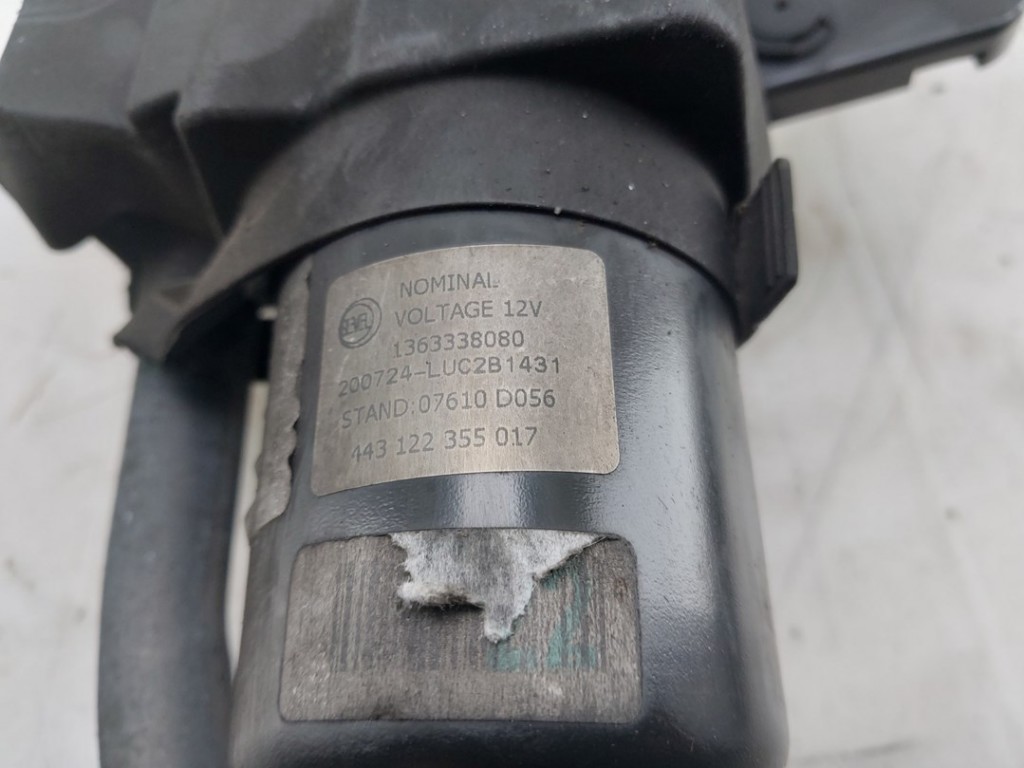 NOMINAL
VOLTAGE 12V
1363338080
200724-LUC2B1431
STAND:07610 D056
443 122 355 017